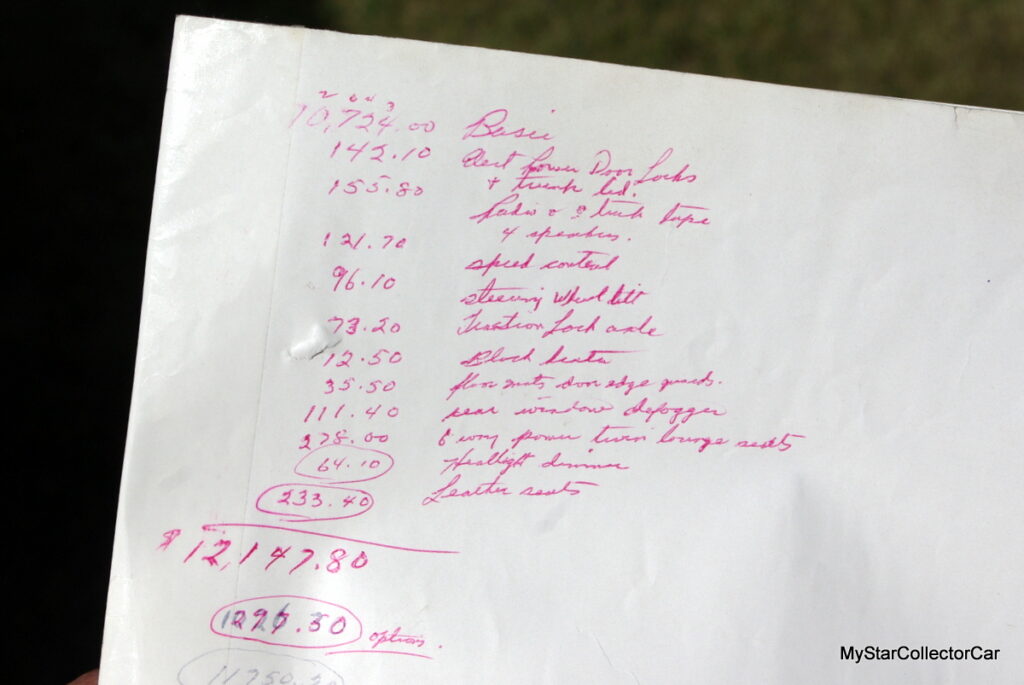 2 6 4 3
10,724.00 Basic
142.10 Elect power Door Locks
155.80 + trunk lid.
Radio & 8 track tape
121.70 4 speakers.
speed control
96.10
steering wheel tilt
73.20 Traction Lock axle
12.50 Block heater
35.50 floor mats door edge guards.
111.40 rear window defogger
278.00 6 way power twin lounge seats
64.10 Headlight dimmer
233.40 Leather seats
$12,147.80
.30 options.
MyStarCollectorCar